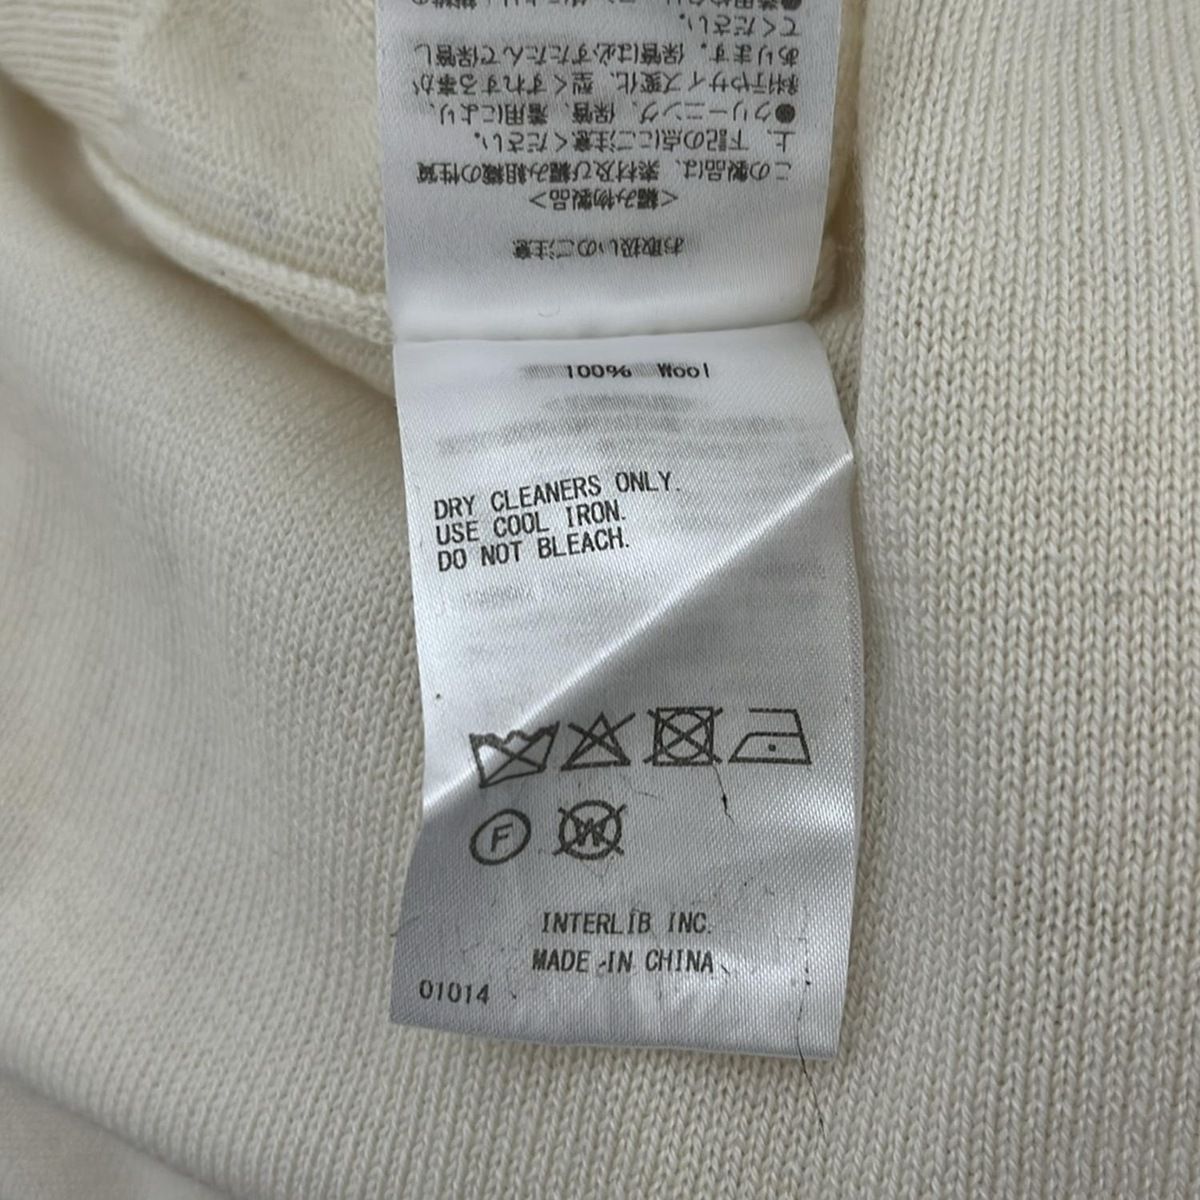 お取扱いのご注意
<編み物製品>
この製品は、素材及び編み組織の性質
上、下記の点にご注意ください。
●クリーニング、保管、着用により、
斜行やサイズ変化、型くずれする事が
あります。保管は必ずたたんで保管し
てください。
100% Wool
DRY CLEANERS ONLY.
USE COOL IRON.
DO NOT BLEACH.
F
W
INTERLIB INC.
MADE IN CHINA
01014